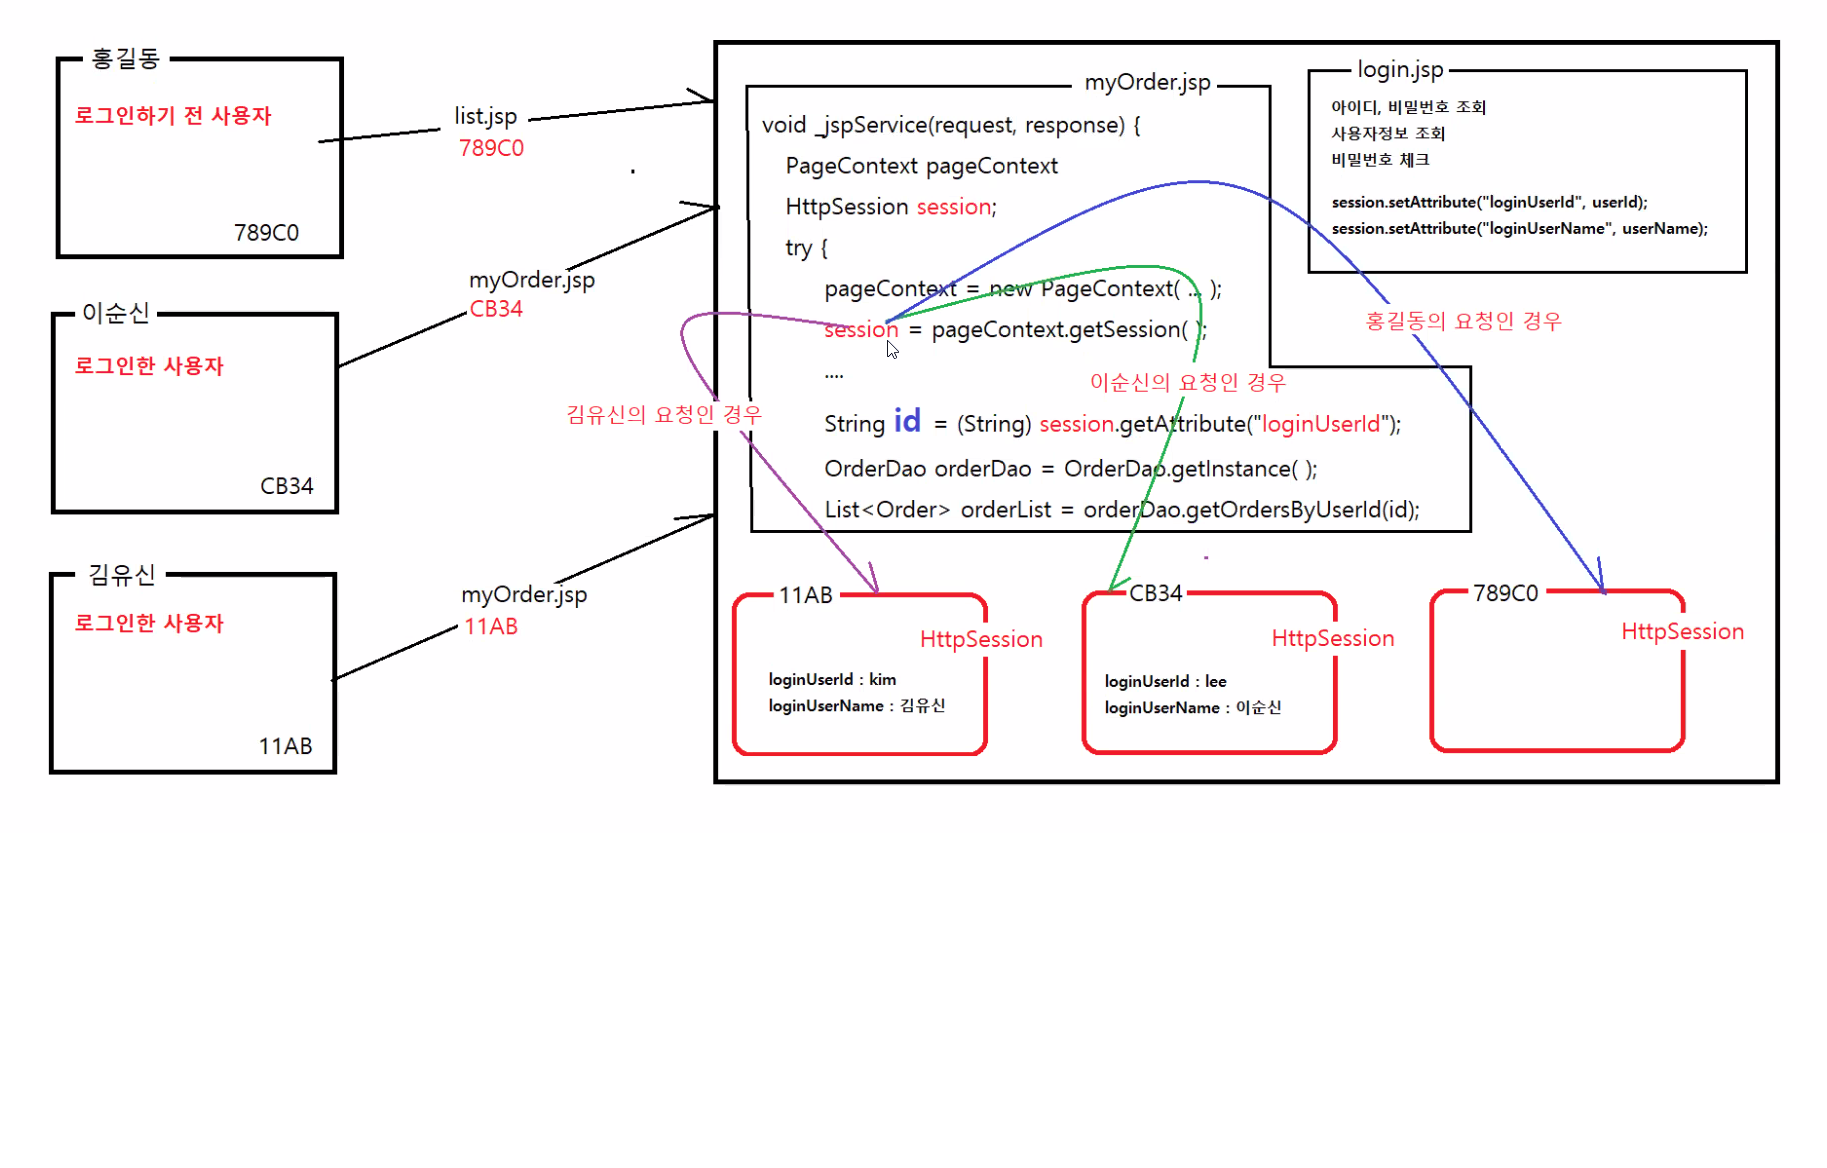 홍길동
로그인하기 전 사용자
789C0
list.jsp
789C0
이순신
로그인한 사용자
CB34
myOrder.jsp
CB34
김유신
로그인한 사용자
11AB
myOrder.jsp
11AB
myOrder.jsp
void _jspService(request, response) {
PageContext pageContext
HttpSession session;
try {
pageContext = new PageContext( ... );
session = pageContext.getSession( );
....
String id = (String) session.getAttribute("loginUserId");
OrderDao orderDao = OrderDao.getInstance( );
List<Order> orderList = orderDao.getOrdersByUserId(id);
login.jsp
아이디, 비밀번호 조회
사용자정보 조회
비밀번호 체크
session.setAttribute("loginUserId", userId);
session.setAttribute("loginUserName", userName);
홍길동의 요청인 경우
이순신의 요청인 경우
김유신의 요청인 경우
11AB
HttpSession
loginUserId : kim
loginUserName : 김유신
CB34
HttpSession
loginUserId : lee
loginUserName : 이순신
789C0
HttpSession